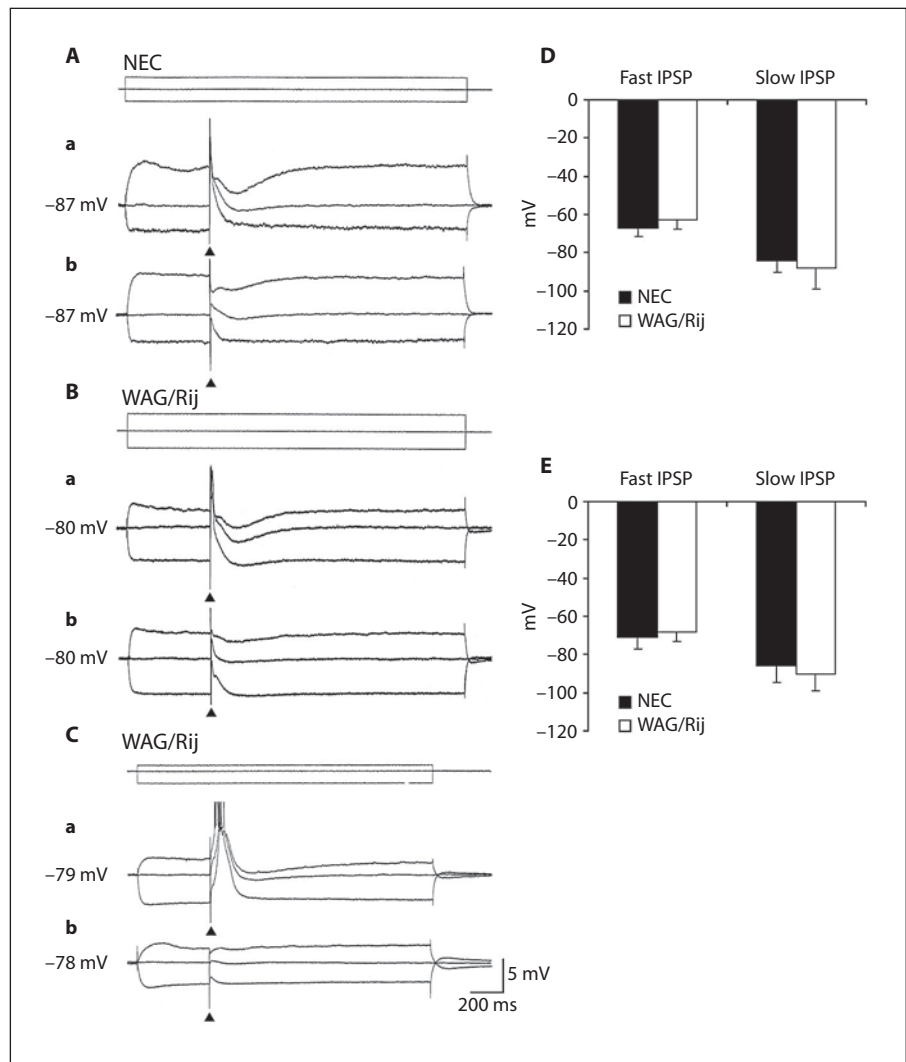 A
NEC
a
–87 mV
b
–87 mV
B
WAG/Rij
a
–80 mV
b
–80 mV
C
WAG/Rij
a
–79 mV
b
–78 mV
5 mV
200 ms
D
Fast IPSP Slow IPSP
0
–20
–40
–60
–80
–100
–120
mV
NEC
WAG/Rij
E
Fast IPSP Slow IPSP
0
–20
–40
–60
–80
–100
–120
mV
NEC
WAG/Rij